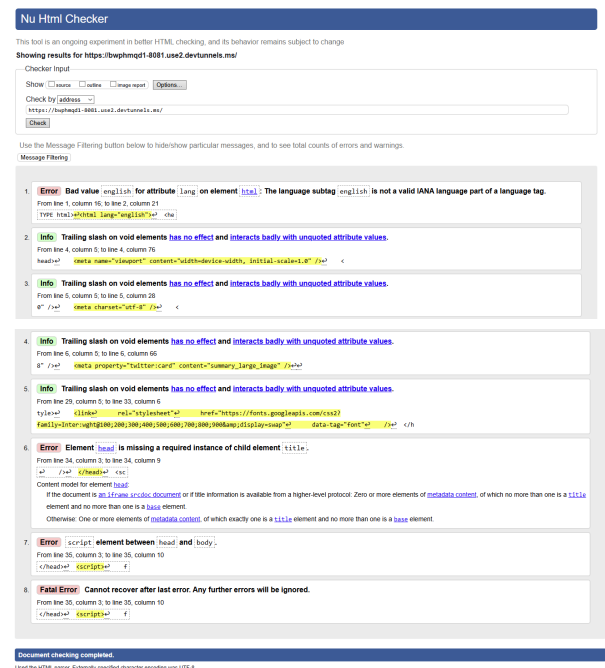 Nu Html Checker
This tool is an ongoing experiment in better HTML checking, and its behavior remains subject to change
Showing results for https://bwphmqd1-8081.use2.devtunnels.ms/
Checker Input
Show source outline image report Options...
Check by address
https://bwphmqd1-8081.use2.devtunnels.ms/
Check
Use the Message Filtering button below to hide/show particular messages, and to see total counts of errors and warnings.
Message Filtering
1. Error Bad value english for attribute lang on element html: The language subtag english is not a valid IANA language part of a language tag.
From line 1, column 16; to line 2, column 21
TYPE html>↩<html lang="english">↩ <he
2. Info Trailing slash on void elements has no effect and interacts badly with unquoted attribute values.
From line 4, column 5; to line 4, column 76
head>↩ <meta name="viewport" content="width=device-width, initial-scale=1.0" />↩ <
3. Info Trailing slash on void elements has no effect and interacts badly with unquoted attribute values.
From line 5, column 5; to line 5, column 28
0" />↩ <meta charset="utf-8" />↩ <
4. Info Trailing slash on void elements has no effect and interacts badly with unquoted attribute values.
From line 6, column 5; to line 6, column 66
8" />↩ <meta property="twitter:card" content="summary_large_image" />↩↩
5. Info Trailing slash on void elements has no effect and interacts badly with unquoted attribute values.
From line 29, column 5; to line 33, column 6
tyle>↩ <link↩ rel="stylesheet"↩ href="https://fonts.googleapis.com/css2?
family=Inter:wght@100;200;300;400;500;600;700;800;900&amp;display=swap"↩ data-tag="font"↩ />↩ </h
6. Error Element head is missing a required instance of child element title.
From line 34, column 3; to line 34, column 9
↩ />↩ </head>↩ <sc
Content model for element head:
If the document is an iframe srcdoc document or if title information is available from a higher-level protocol: Zero or more elements of metadata content, of which no more than one is a title
element and no more than one is a base element.
Otherwise: One or more elements of metadata content, of which exactly one is a title element and no more than one is a base element.
7. Error script element between head and body.
From line 35, column 3; to line 35, column 10
</head>↩ <script>↩ f
8. Fatal Error Cannot recover after last error. Any further errors will be ignored.
From line 35, column 3; to line 35, column 10
</head>↩ <script>↩ f
Document checking completed.
Used the HTML parser. Externally specified character encoding was UTF-8.